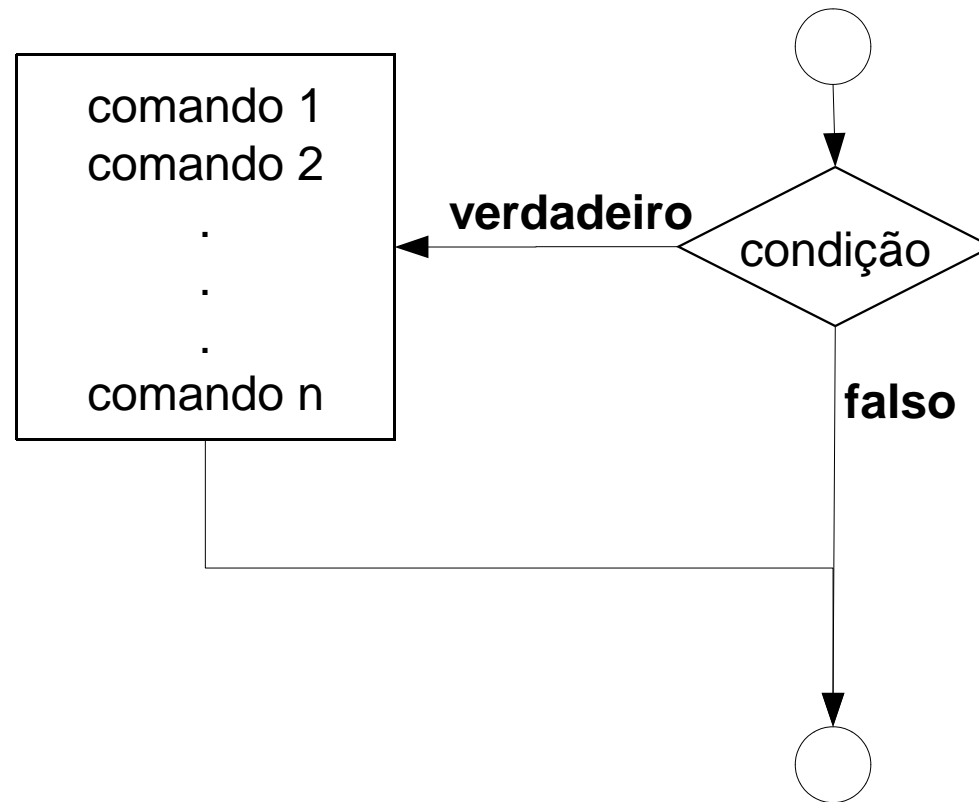 comando 1
comando 2
.
.
.
comando n
verdadeiro
condição
falso